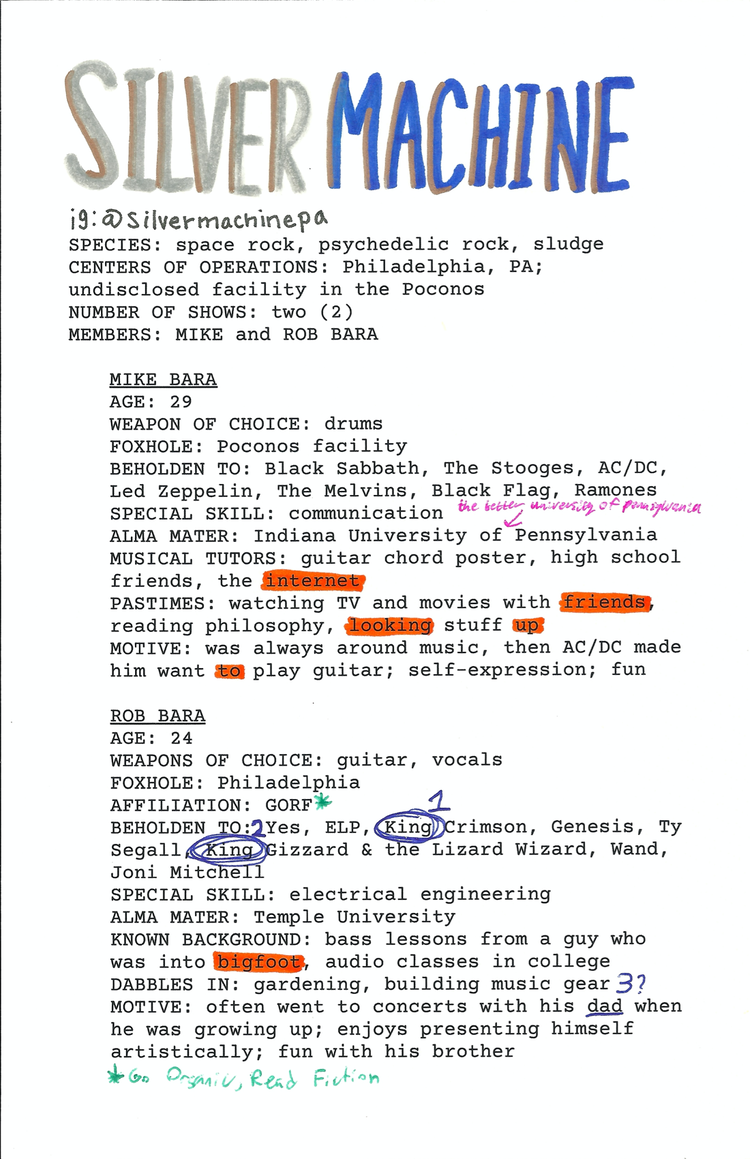 SILVER MACHINE
ig:@silvermachinepa
SPECIES: space rock, psychedelic rock, sludge
CENTERS OF OPERATIONS: Philadelphia, PA;
undisclosed facility in the Poconos
NUMBER OF SHOWS: two (2)
MEMBERS: MIKE and ROB BARA
MIKE BARA
AGE: 29
WEAPON OF CHOICE: drums
FOXHOLE: Poconos facility
BEHOLDEN TO: Black Sabbath, The Stooges, AC/DC,
Led Zeppelin, The Melvins, Black Flag, Ramones
SPECIAL SKILL: communication
the better university of pennsylvania
ALMA MATER: Indiana University of Pennsylvania
MUSICAL TUTORS: guitar chord poster, high school
friends, the internet
PASTIMES: watching TV and movies with friends,
reading philosophy, looking stuff up
MOTIVE: was always around music, then AC/DC made
him want to play guitar; self-expression; fun
ROB BARA
AGE: 24
WEAPONS OF CHOICE: guitar, vocals
FOXHOLE: Philadelphia
AFFILIATION: GORF*
1
BEHOLDEN TO:2Yes, ELP, King Crimson, Genesis, Ty
Segall, King Gizzard & the Lizard Wizard, Wand,
Joni Mitchell
SPECIAL SKILL: electrical engineering
ALMA MATER: Temple University
KNOWN BACKGROUND: bass lessons from a guy who
was into bigfoot, audio classes in college
DABBLES IN: gardening, building music gear 3?
MOTIVE: often went to concerts with his dad when
he was growing up; enjoys presenting himself
artistically; fun with his brother
*Go Organic, Read Fiction